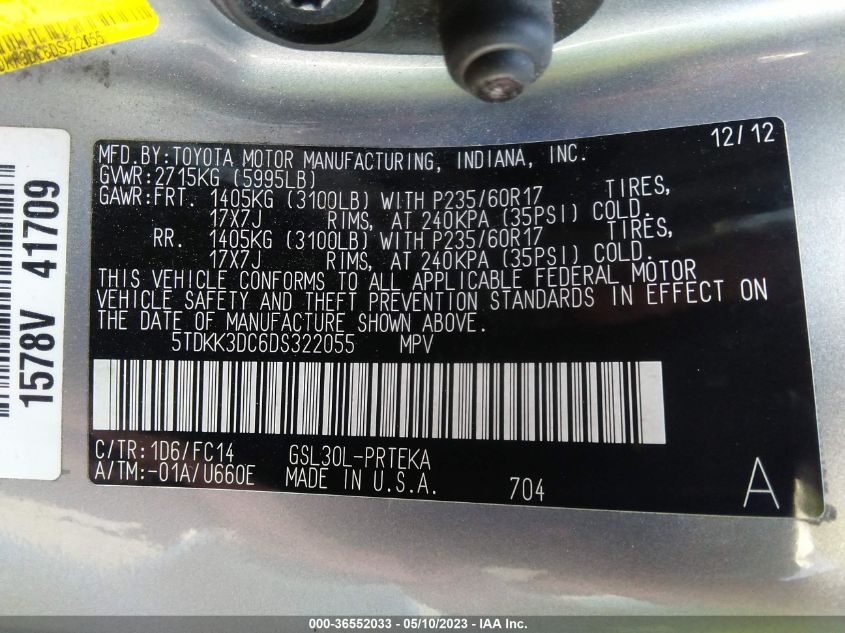 3DC6DS322055
1578V 41709
12/12
MFD.BY:TOYOTA MOTOR MANUFACTURING, INDIANA, INC.
GVWR:2715KG (5995LB)
GAWR:FRT. 1405KG (3100LB) WITH P235/60R17 TIRES,
17X7J RIMS, AT 240KPA (35PSI) COLD.
RR. 1405KG (3100LB) WITH P235/60R17 TIRES,
17X7J RIMS, AT 240KPA (35PSI) COLD.
THIS VEHICLE CONFORMS TO ALL APPLICABLE FEDERAL MOTOR
VEHICLE SAFETY AND THEFT PREVENTION STANDARDS IN EFFECT ON
THE DATE OF MANUFACTURE SHOWN ABOVE.
5TDKK3DC6DS322055 MPV
C/TR:1D6/FC14 GSL30L-PRTEKA
A/TM:-01A/U660E MADE IN U.S.A. 704 A
000-36552033 - 05/10/2023 - IAA Inc.